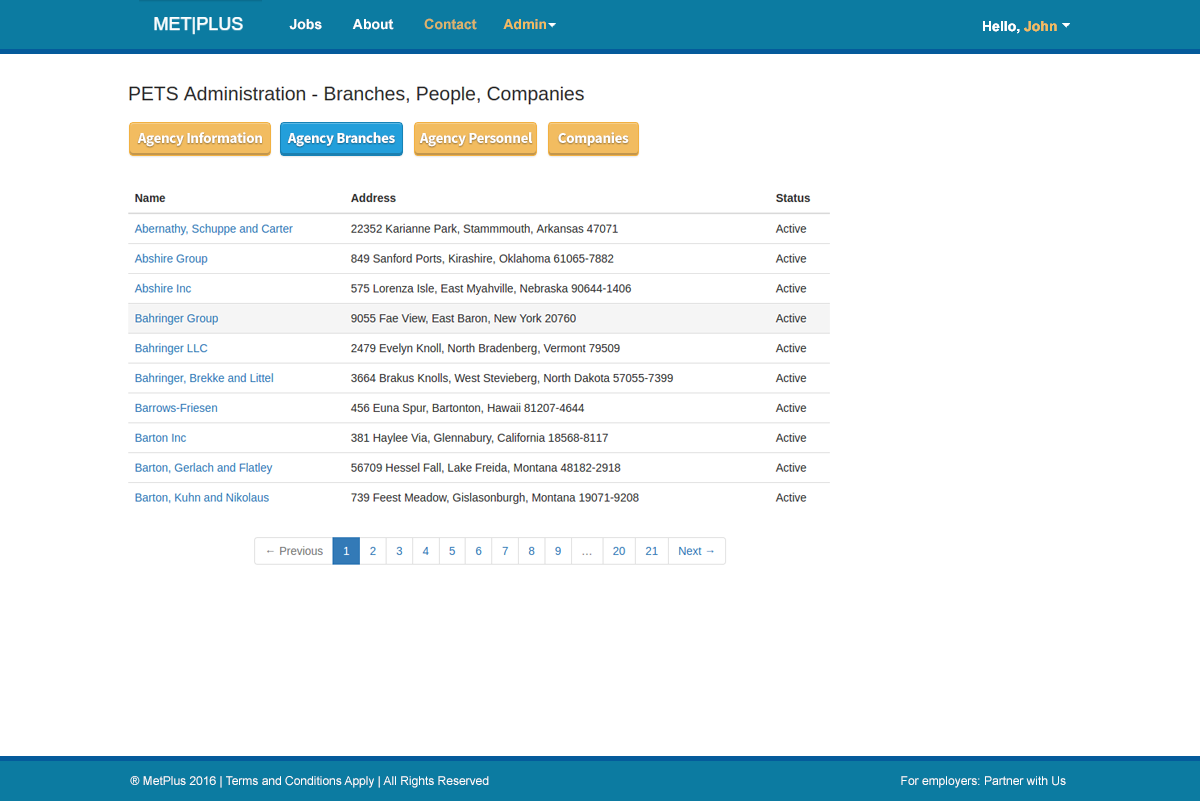 MET|PLUS Jobs About Contact Admin Hello, John
PETS Administration - Branches, People, Companies
Agency Information Agency Branches Agency Personnel Companies
Name Address Status
Abernathy, Schuppe and Carter 22352 Karianne Park, Stammmouth, Arkansas 47071 Active
Abshire Group 849 Sanford Ports, Kirashire, Oklahoma 61065-7882 Active
Abshire Inc 575 Lorenza Isle, East Myahville, Nebraska 90644-1406 Active
Bahringer Group 9055 Fae View, East Baron, New York 20760 Active
Bahringer LLC 2479 Evelyn Knoll, North Bradenberg, Vermont 79509 Active
Bahringer, Brekke and Littel 3664 Brakus Knolls, West Stevieberg, North Dakota 57055-7399 Active
Barrows-Friesen 456 Euna Spur, Bartonton, Hawaii 81207-4644 Active
Barton Inc 381 Haylee Via, Glennabury, California 18568-8117 Active
Barton, Gerlach and Flatley 56709 Hessel Fall, Lake Freida, Montana 48182-2918 Active
Barton, Kuhn and Nikolaus 739 Feest Meadow, Gislasonburgh, Montana 19071-9208 Active
← Previous 1 2 3 4 5 6 7 8 9 … 20 21 Next →
® MetPlus 2016 | Terms and Conditions Apply | All Rights Reserved For employers: Partner with Us